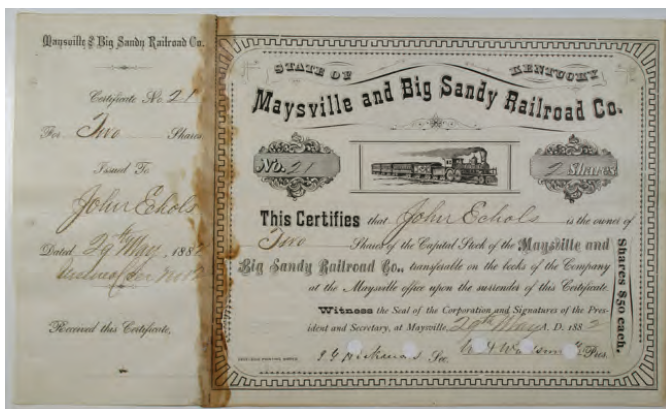 Maysville & Big Sandy Railroad Co.
Certificate No. 21
For Two Shares
Issued To
John Echols
Dated 29th May, 1882
Received this Certificate,
STATE OF KENTUCKY
Maysville and Big Sandy Railroad Co.
No. 21
2 Shares
This Certifies that John Echols is the owner of
Two Shares of the Capital Stock of the Maysville and
Big Sandy Railroad Co., transferable on the books of the Company
at the Maysville office upon the surrender of this Certificate.
Witness the Seal of the Corporation and Signatures of the Pres-
ident and Secretary, at Maysville, 29th May A. D. 1882
Sec. Pres.
Shares $50 each.